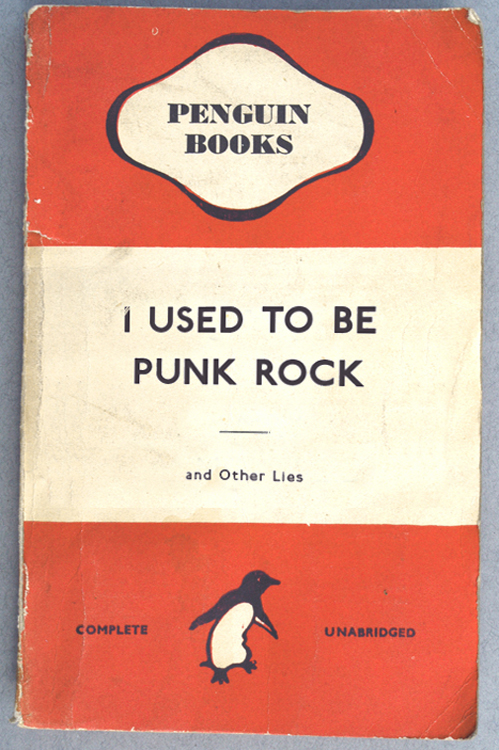 PENGUIN
BOOKS
I USED TO BE
PUNK ROCK
and Other Lies
COMPLETE
UNABRIDGED